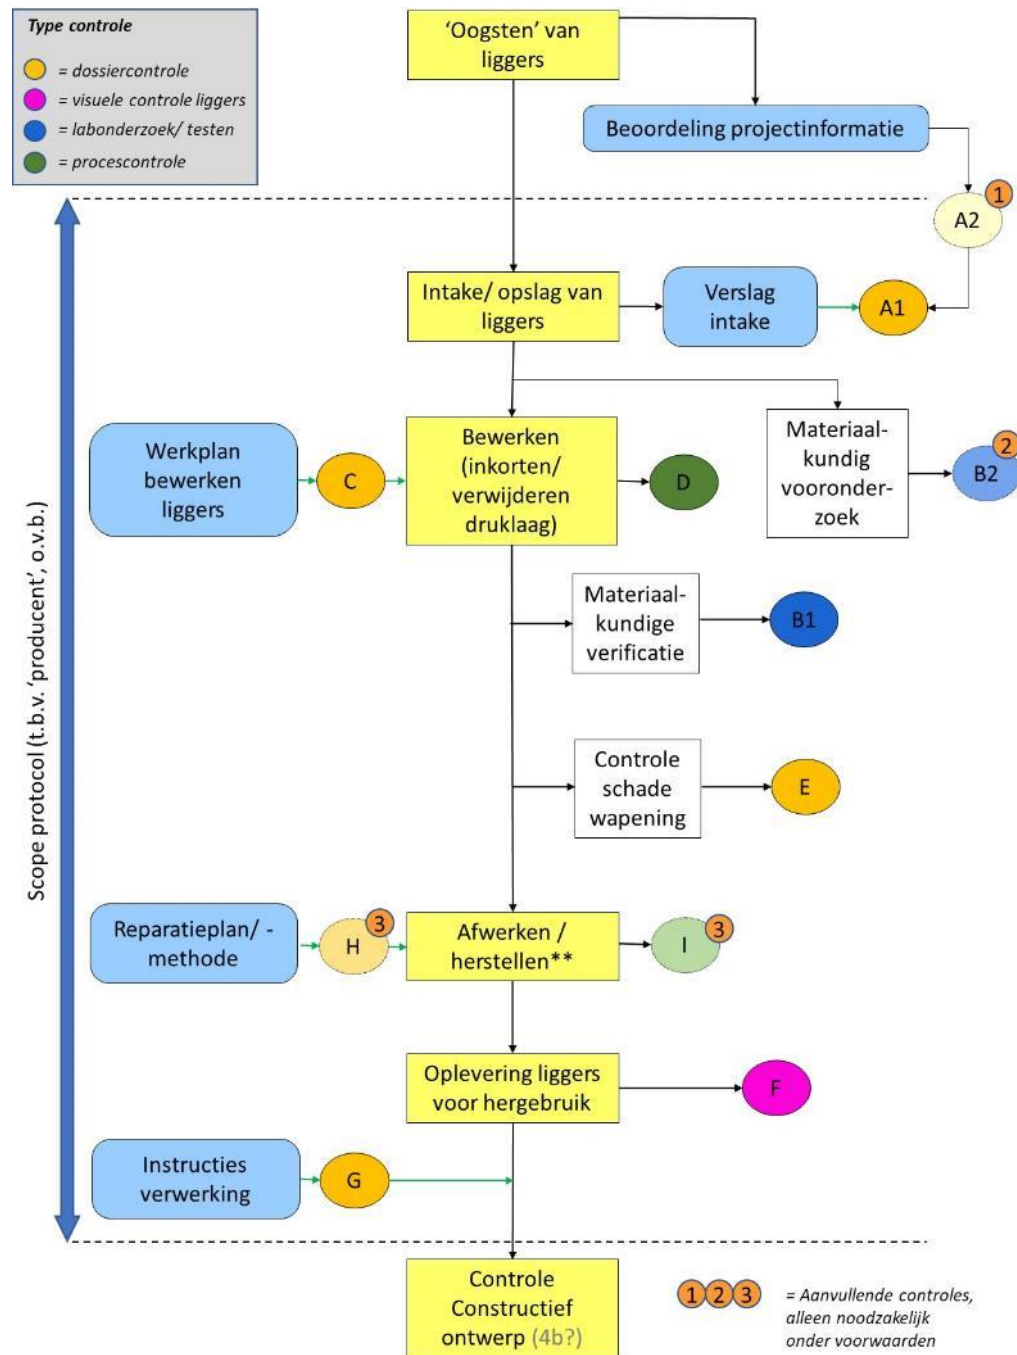 Type controle
= dossiercontrole
= visuele controle liggers
= labonderzoek/ testen
= procescontrole
‘Oogsten’ van
liggers
Beoordeling projectinformatie
1
A2
Intake/ opslag van
liggers
Verslag
intake
A1
Werkplan
bewerken
liggers
C
Bewerken
(inkorten/
verwijderen
druklaag)
D
Materiaal-
kundig
vooronder-
zoek
2
B2
Materiaal-
kundige
verificatie
B1
Controle
schade
wapening
E
Scope protocol (t.b.v. ‘producent’, o.v.b.)
Reparatieplan/ -
methode
3
H
Afwerken /
herstellen**
3
I
Oplevering liggers
voor hergebruik
F
Instructies
verwerking
G
Controle
Constructief
ontwerp (4b?)
1 2 3
= Aanvullende controles,
alleen noodzakelijk
onder voorwaarden